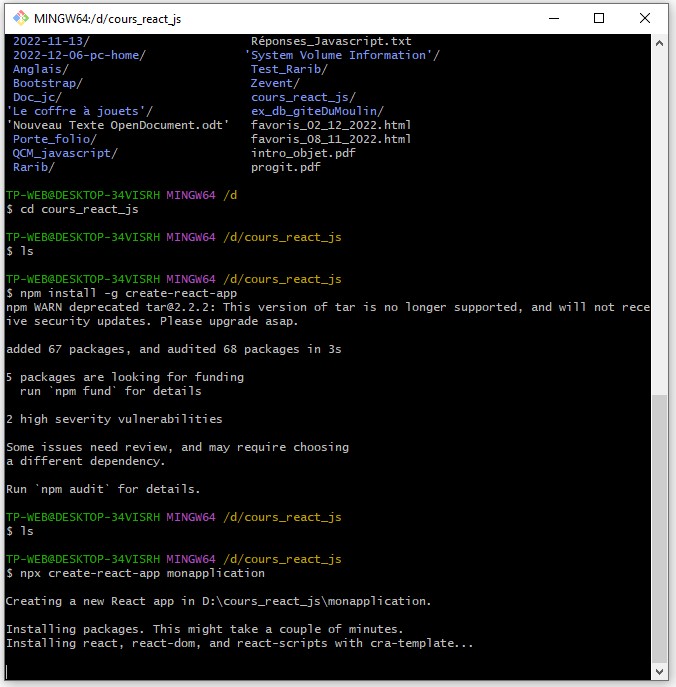 MINGW64:/d/cours_react_js
2022-11-13/ Réponses_Javascript.txt
2022-12-06-pc-home/ 'System Volume Information'/
Anglais/ Test_Rarib/
Bootstrap/ Zevent/
Doc_jc/ cours_react_js/
'Le coffre à jouets'/ ex_db_giteDuMoulin/
'Nouveau Texte OpenDocument.odt' favoris_02_12_2022.html
Porte_folio/ favoris_08_11_2022.html
QCM_javascript/ intro_objet.pdf
Rarib/ progit.pdf
TP-WEB@DESKTOP-34VISRH MINGW64 /d
$ cd cours_react_js
TP-WEB@DESKTOP-34VISRH MINGW64 /d/cours_react_js
$ ls
TP-WEB@DESKTOP-34VISRH MINGW64 /d/cours_react_js
$ npm install -g create-react-app
npm WARN deprecated tar@2.2.2: This version of tar is no longer supported, and will not rece
ive security updates. Please upgrade asap.
added 67 packages, and audited 68 packages in 3s
5 packages are looking for funding
run `npm fund` for details
2 high severity vulnerabilities
Some issues need review, and may require choosing
a different dependency.
Run `npm audit` for details.
TP-WEB@DESKTOP-34VISRH MINGW64 /d/cours_react_js
$ ls
TP-WEB@DESKTOP-34VISRH MINGW64 /d/cours_react_js
$ npx create-react-app monapplication
Creating a new React app in D:\cours_react_js\monapplication.
Installing packages. This might take a couple of minutes.
Installing react, react-dom, and react-scripts with cra-template...